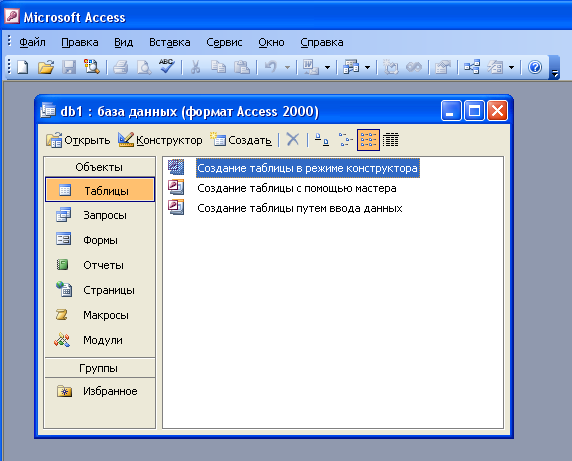 Microsoft Access
Файл Правка Вид Вставка Сервис Окно Справка
db1 : база данных (формат Access 2000)
Открыть Конструктор Создать
Объекты
Таблицы
Запросы
Формы
Отчеты
Страницы
Макросы
Модули
Группы
Избранное
Создание таблицы в режиме конструктора
Создание таблицы с помощью мастера
Создание таблицы путем ввода данных